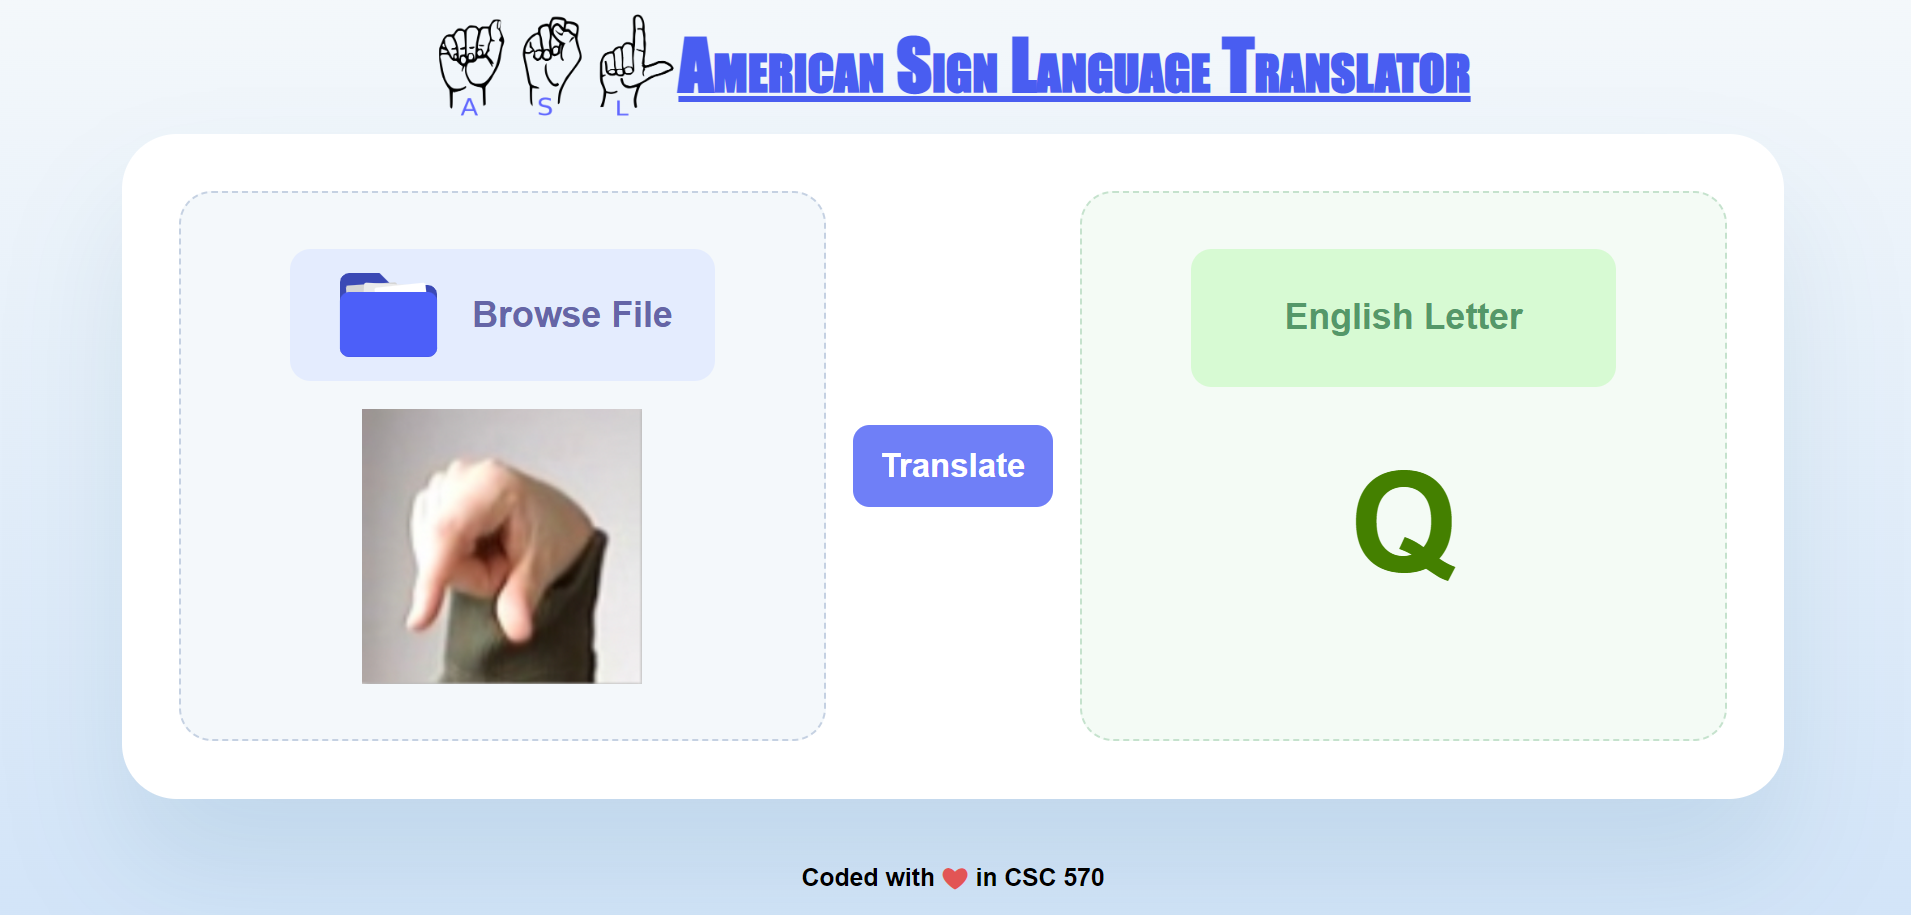 A S L
American Sign Language Translator
Browse File
English Letter
Translate
Q
Coded with ❤ in CSC 570